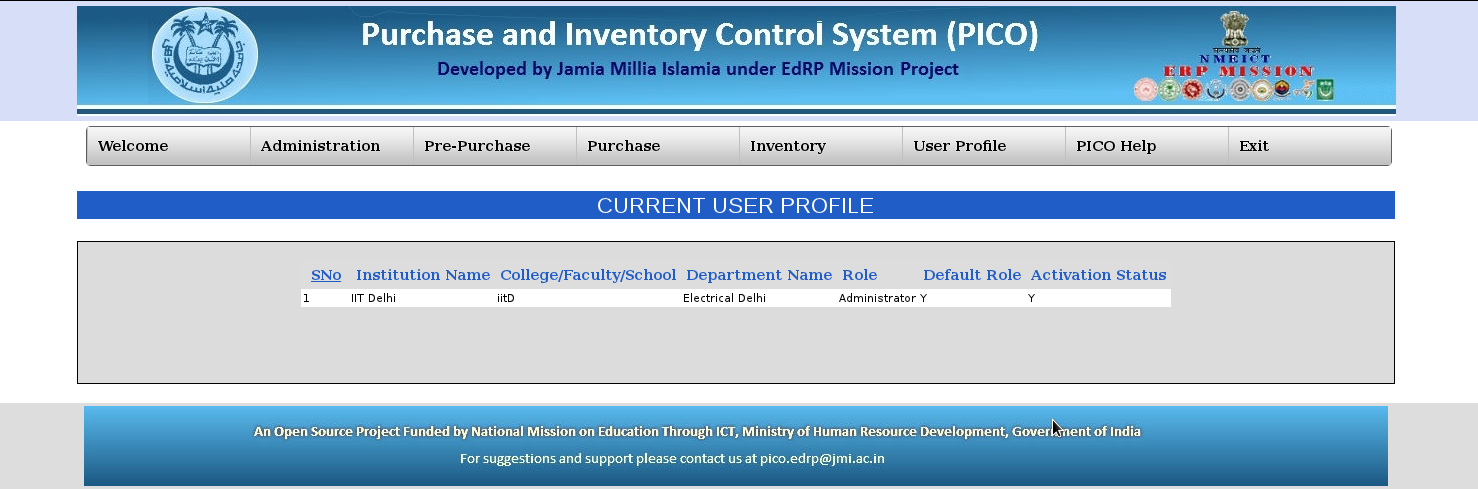 Purchase and Inventory Control System (PICO)
Developed by Jamia Millia Islamia under EdRP Mission Project
NMEICT
ERP MISSION
Welcome Administration Pre-Purchase Purchase Inventory User Profile PICO Help Exit
CURRENT USER PROFILE
SNo Institution Name College/Faculty/School Department Name Role Default Role Activation Status
1 IIT Delhi iitD Electrical Delhi Administrator Y Y
An Open Source Project Funded by National Mission on Education Through ICT, Ministry of Human Resource Development, Government of India
For suggestions and support please contact us at pico.edrp@jmi.ac.in